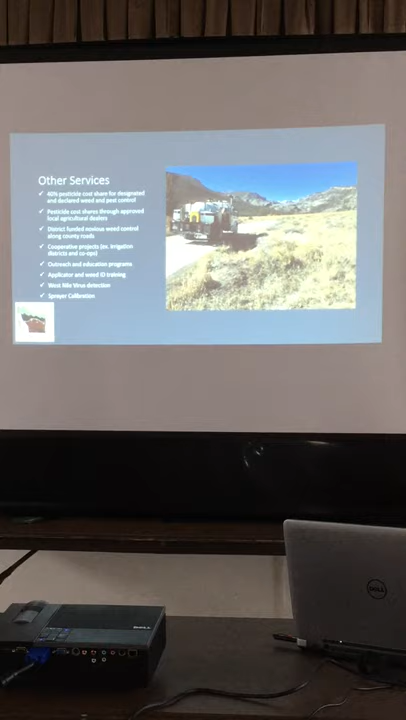 Other Services
✓ 40% pesticide cost share for designated
and declared weed and pest control
✓ Pesticide cost shares through approved
local agricultural dealers
✓ District funded noxious weed control
along county roads
✓ Cooperative projects (ex. Irrigation
districts and co-ops)
✓ Outreach and education programs
✓ Applicator and weed ID training
✓ West Nile Virus detection
✓ Sprayer Calibration
DELL
DELL